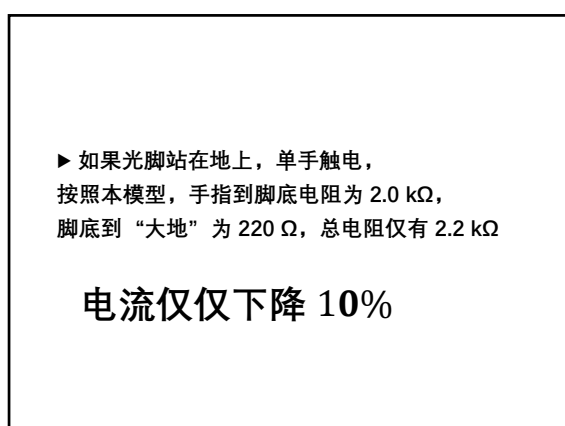 ▶ 如果光脚站在地上，单手触电，
按照本模型，手指到脚底电阻为 2.0 kΩ，
脚底到“大地”为 220 Ω，总电阻仅有 2.2 kΩ
电流仅仅下降 10%